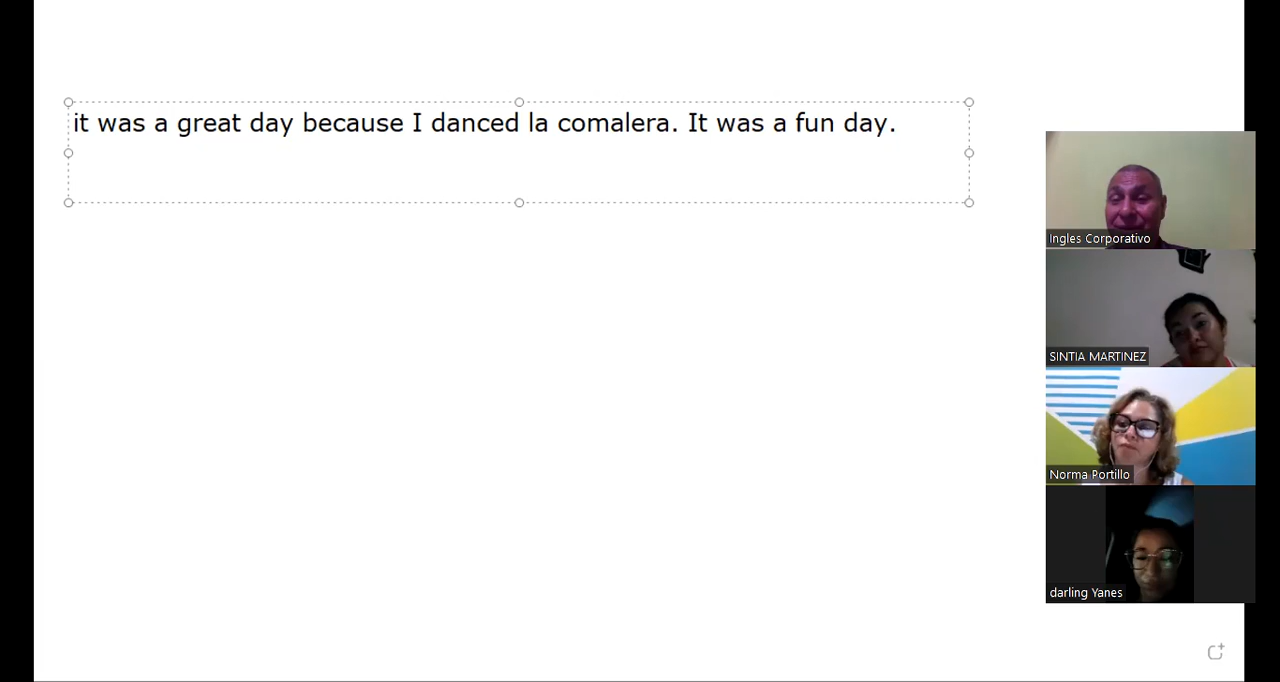 it was a great day because I danced la comalera. It was a fun day.
Ingles Corporativo
SINTIA MARTINEZ
Norma Portillo
darling Yanes